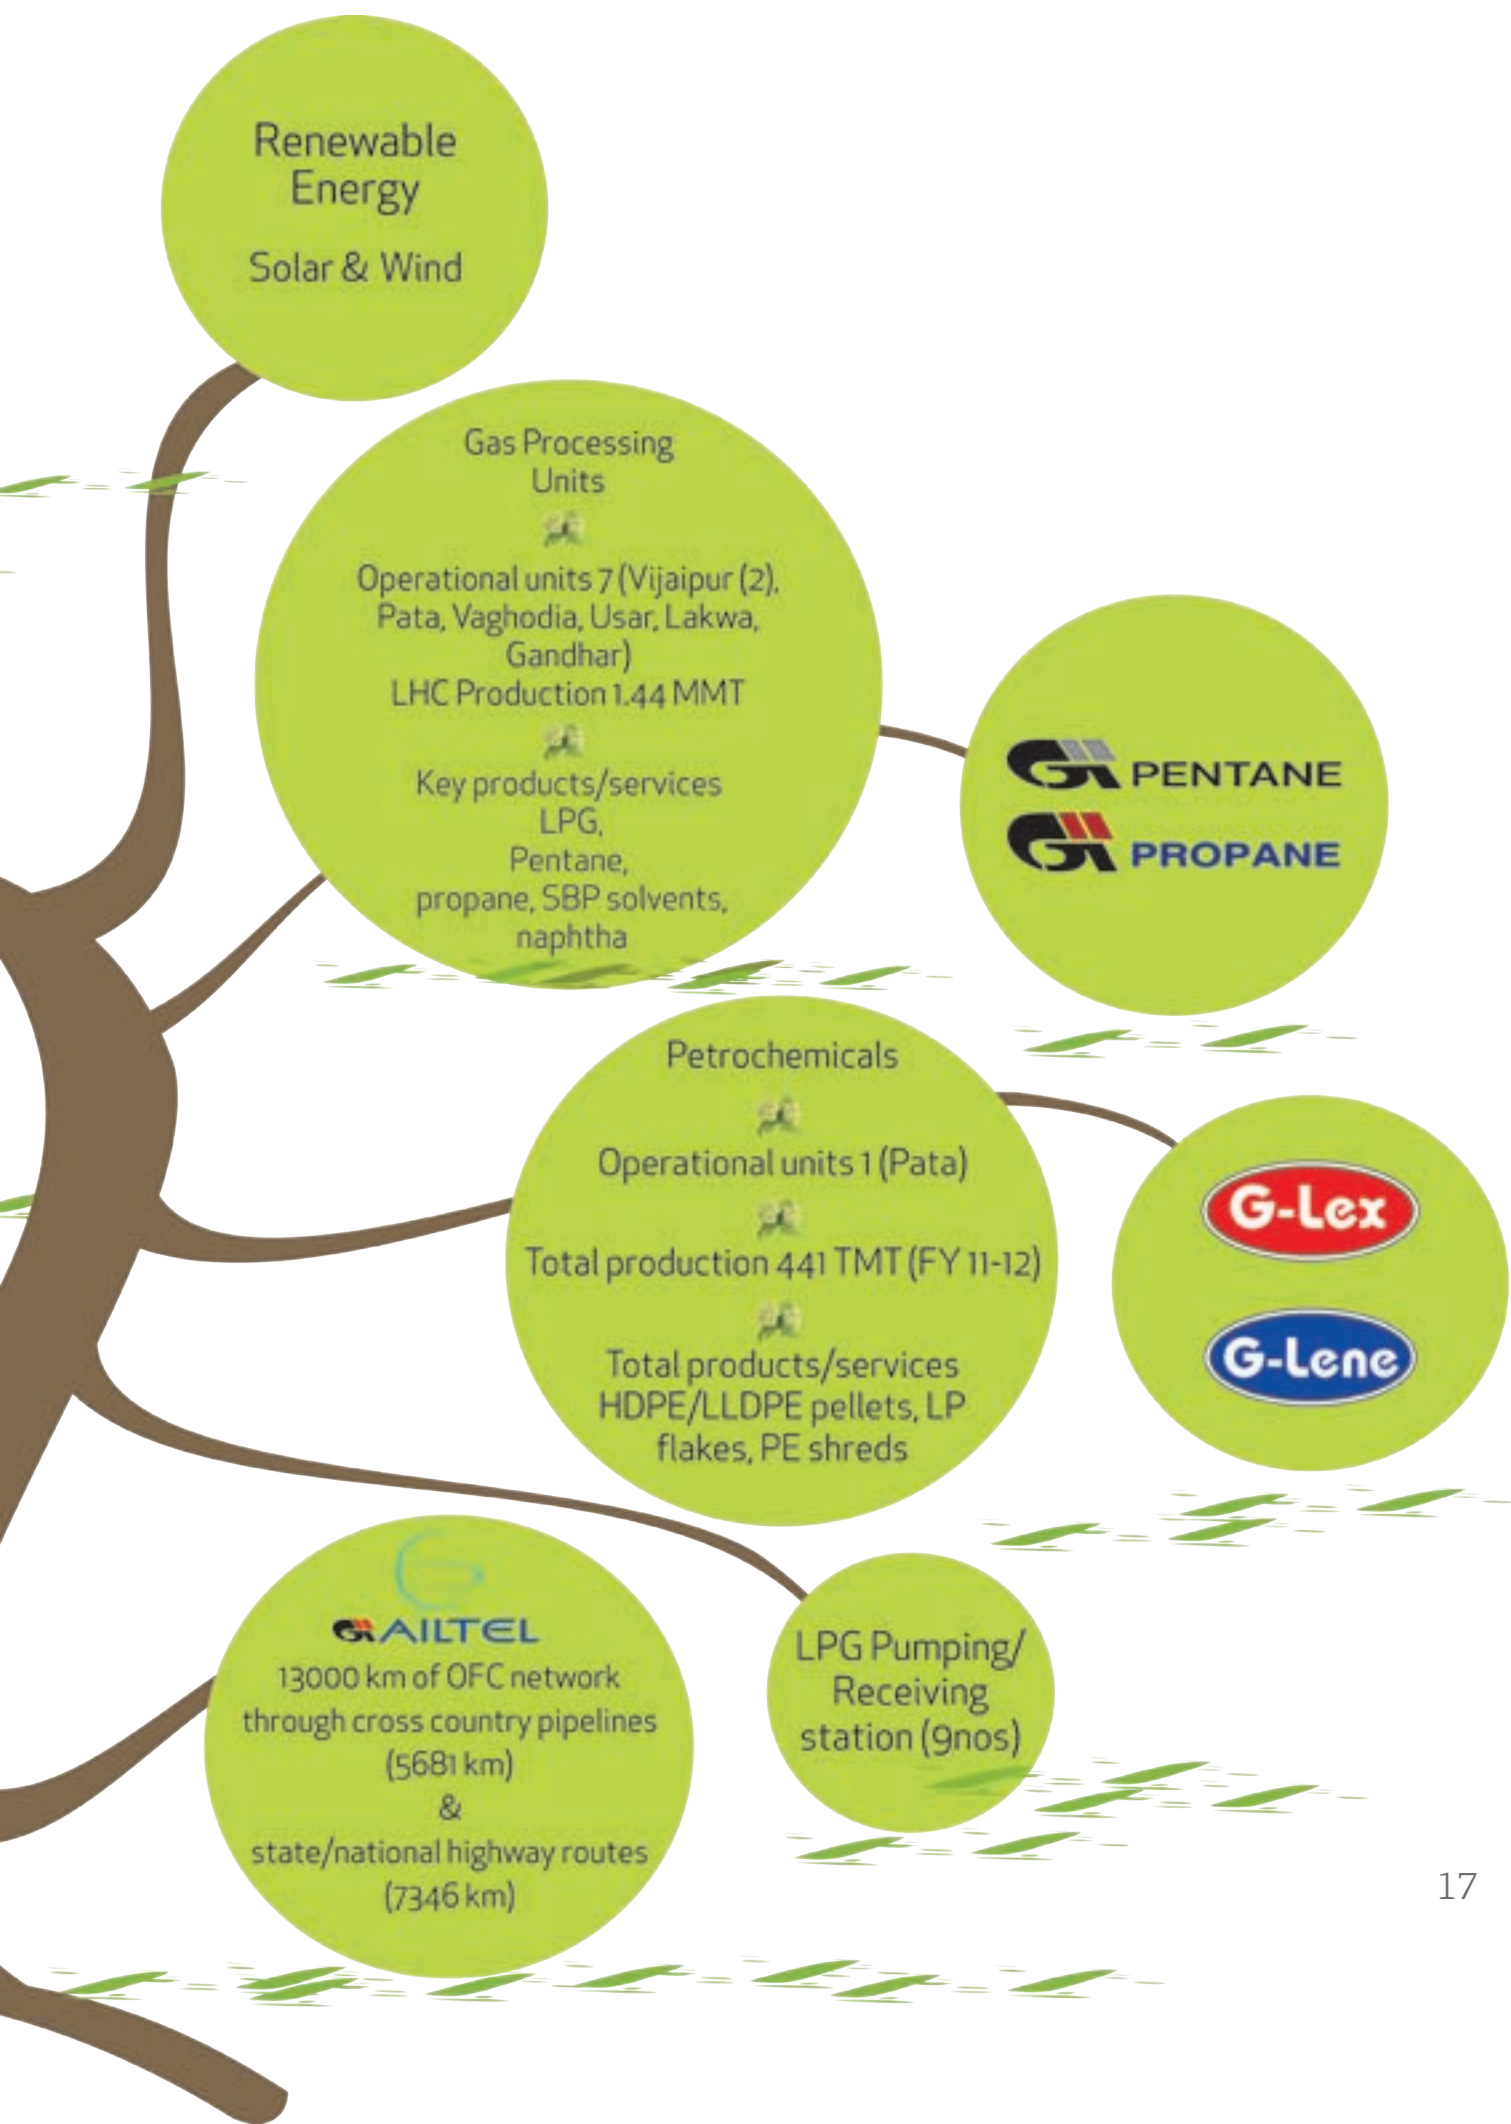 Renewable
Energy
Solar & Wind
Gas Processing
Units
Operational units 7 (Vijaipur (2),
Pata, Vaghodia, Usar, Lakwa,
Gandhar)
LHC Production 1.44 MMT
Key products/services
LPG,
Pentane,
propane, SBP solvents,
naphtha
PENTANE
PROPANE
Petrochemicals
Operational units 1 (Pata)
Total production 441 TMT (FY 11-12)
Total products/services
HDPE/LLDPE pellets, LP
flakes, PE shreds
G-Lex
G-Lene
GAILTEL
13000 km of OFC network
through cross country pipelines
(5681 km)
&
state/national highway routes
(7346 km)
LPG Pumping/
Receiving
station (9nos)
17